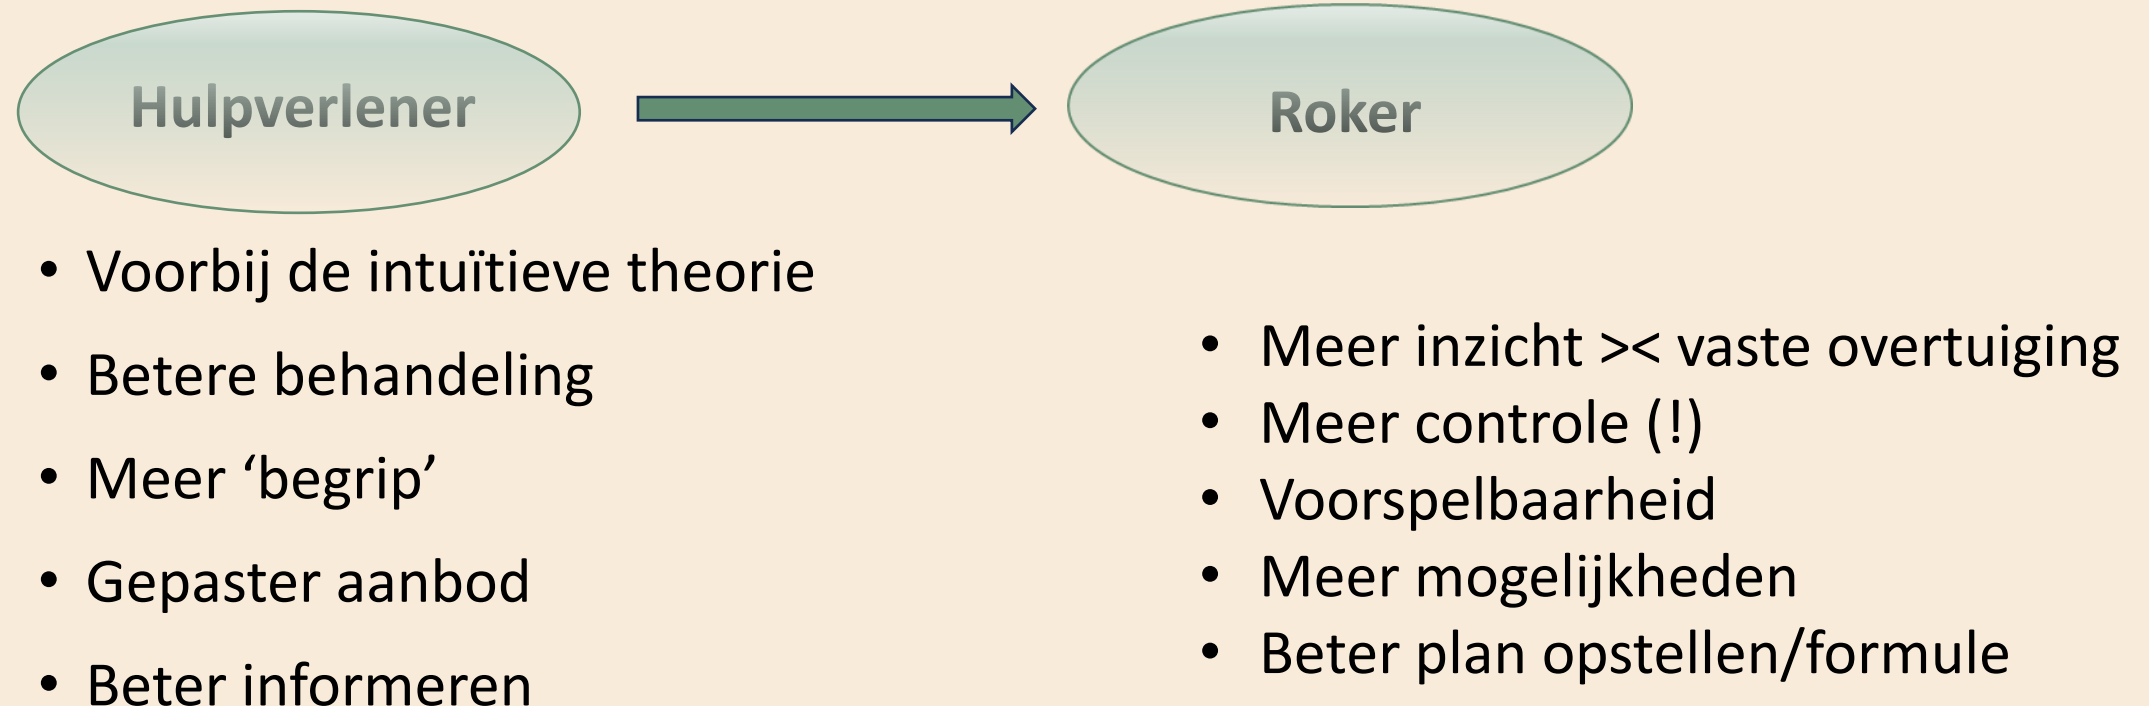 Hulpverlener
Roker
• Voorbij de intuïtieve theorie
• Betere behandeling
• Meer ‘begrip’
• Gepaster aanbod
• Beter informeren
• Meer inzicht >< vaste overtuiging
• Meer controle (!)
• Voorspelbaarheid
• Meer mogelijkheden
• Beter plan opstellen/formule